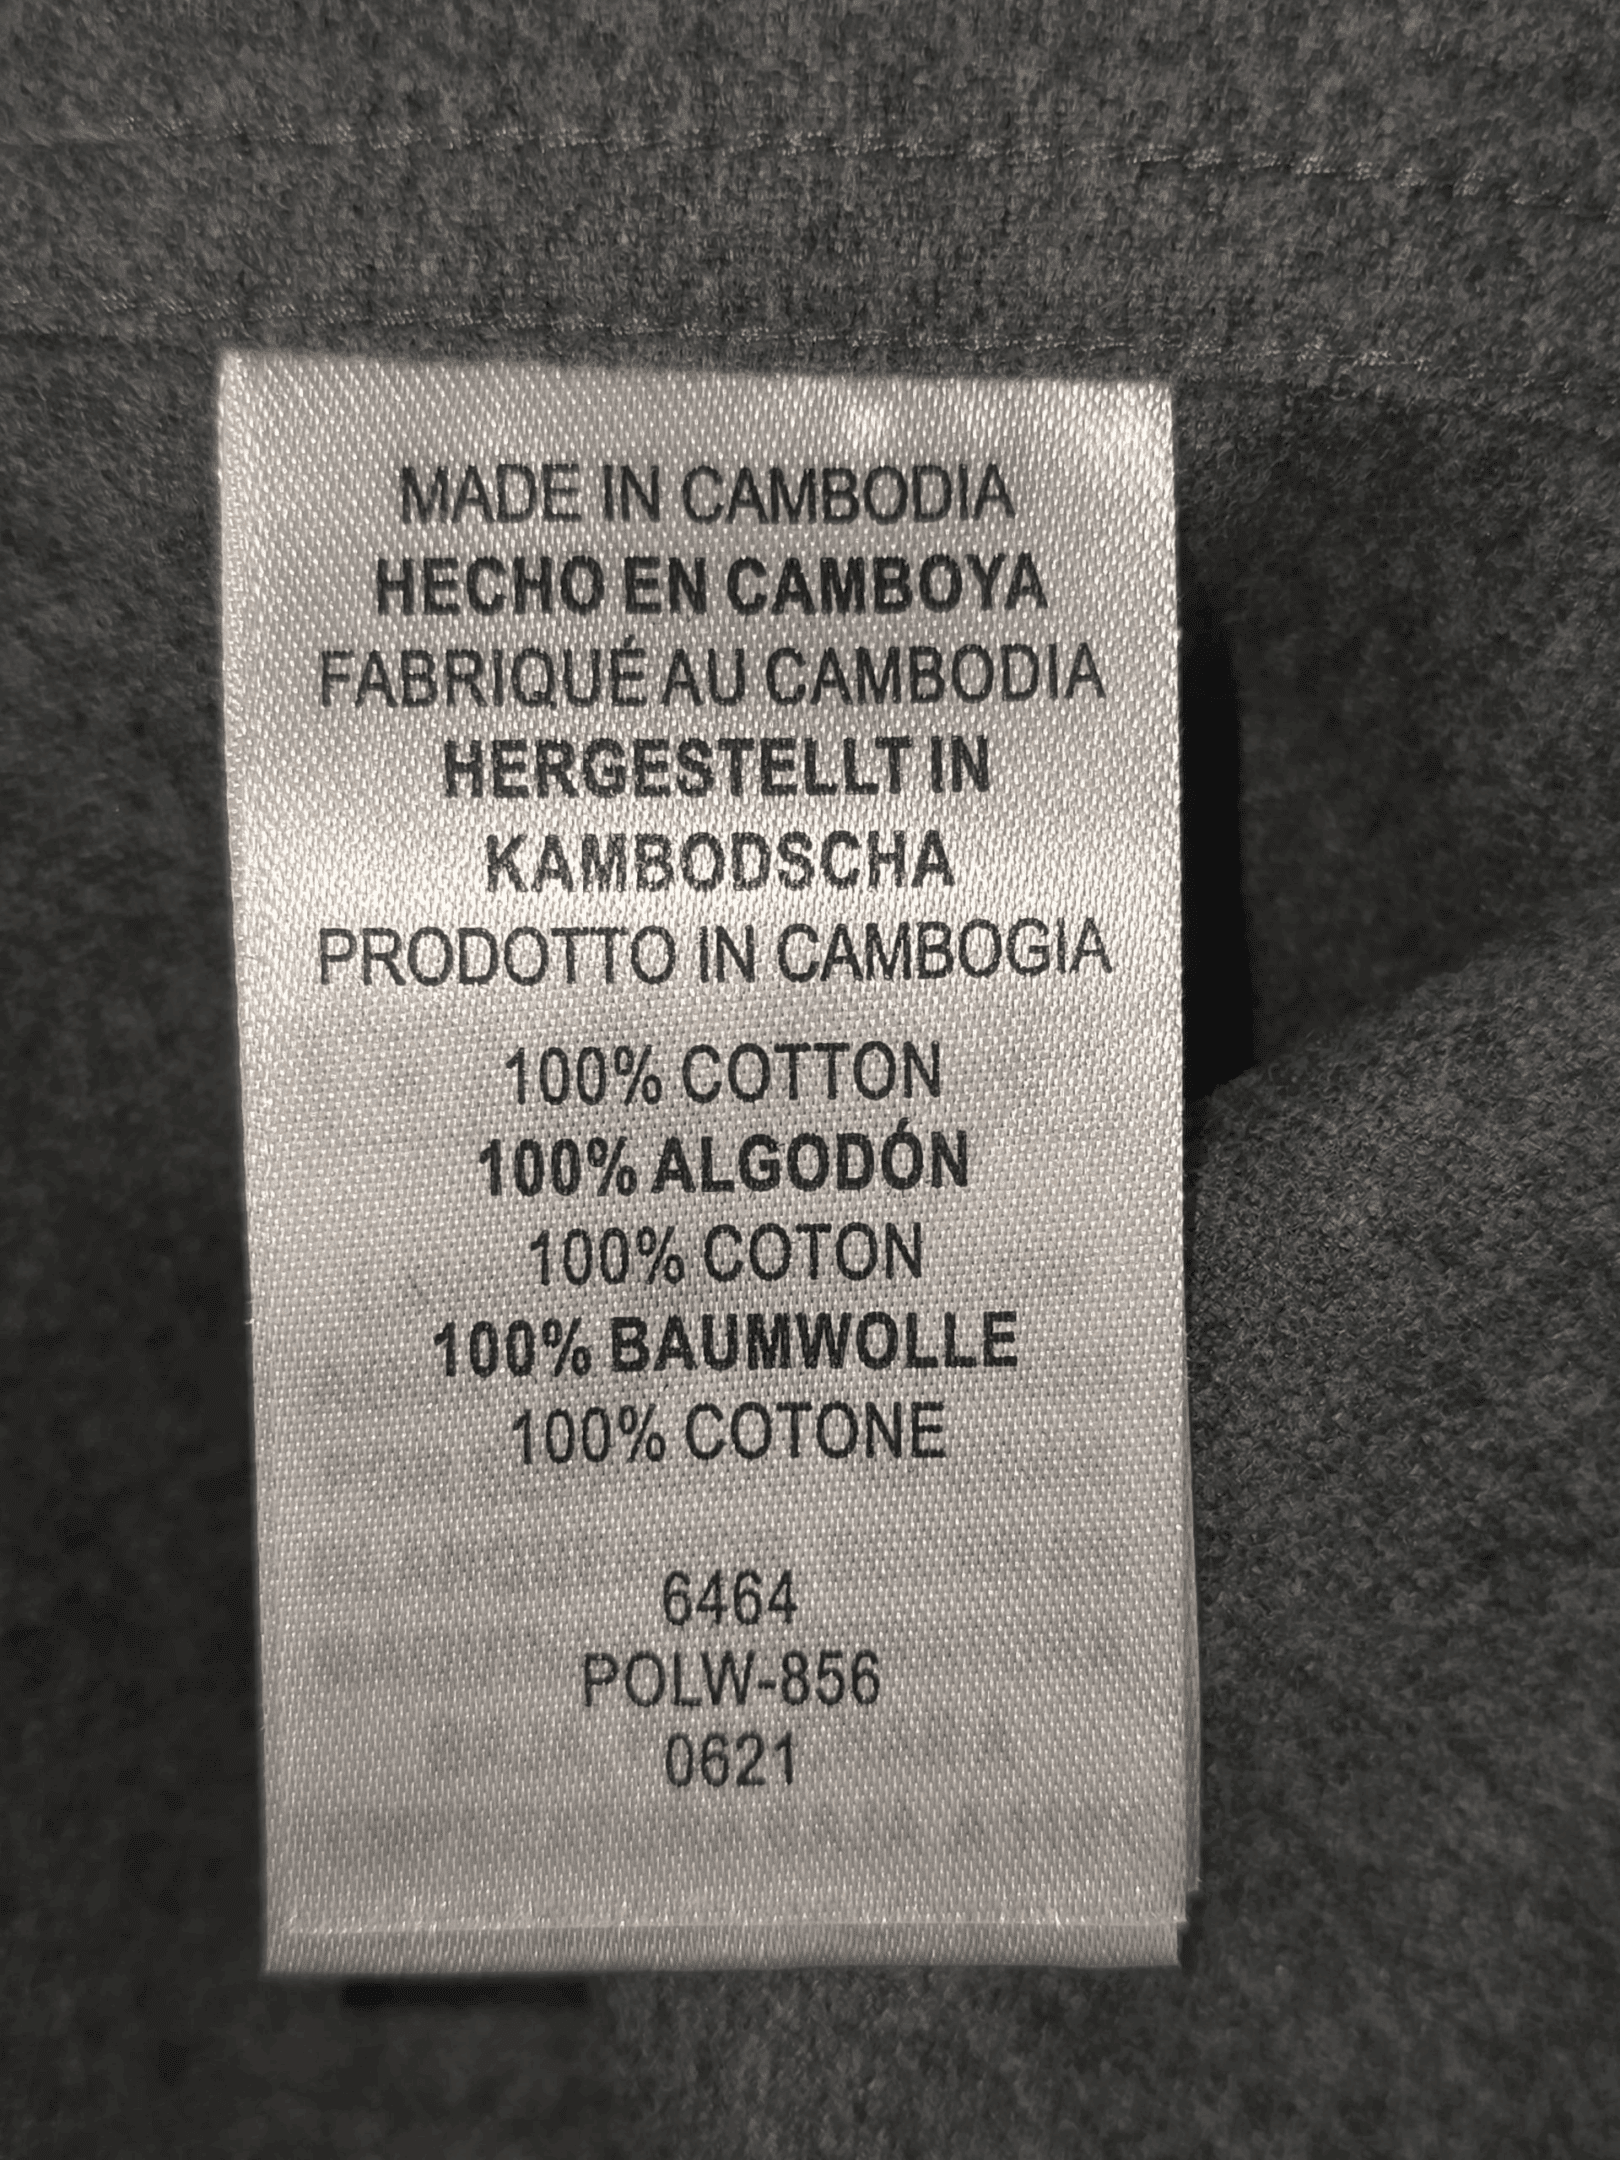 MADE IN CAMBODIA
HECHO EN CAMBOYA
FABRIQUÉ AU CAMBODIA
HERGESTELLT IN
KAMBODSCHA
PRODOTTO IN CAMBOGIA
100% COTTON
100% ALGODÓN
100% COTON
100% BAUMWOLLE
100% COTONE
6464
POLW-856
0621